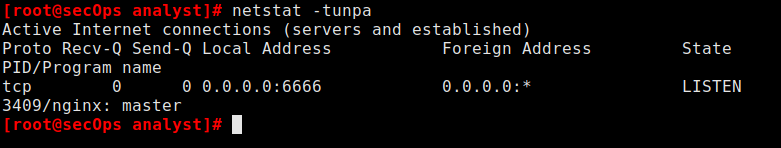 [root@secOps analyst]# netstat -tunpa
Active Internet connections (servers and established)
Proto Recv-Q Send-Q Local Address           Foreign Address         State
PID/Program name
tcp        0      0 0.0.0.0:6666            0.0.0.0:*               LISTEN
3409/nginx: master
[root@secOps analyst]#